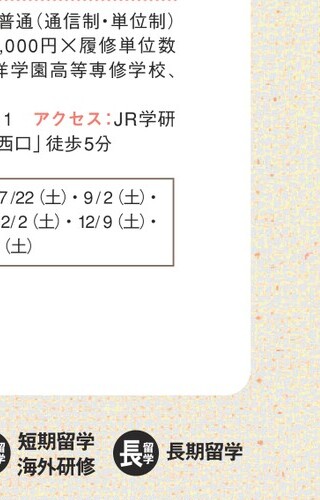 普通（通信制・単位制）
,000円×履修単位数
洋学園高等専修学校、
1 アクセス：JR学研
西口」徒歩5分
7/22（土）・9/2（土）・
2/2（土）・12/9（土）・
（土）
短期留学
海外研修
長 留学 長期留学